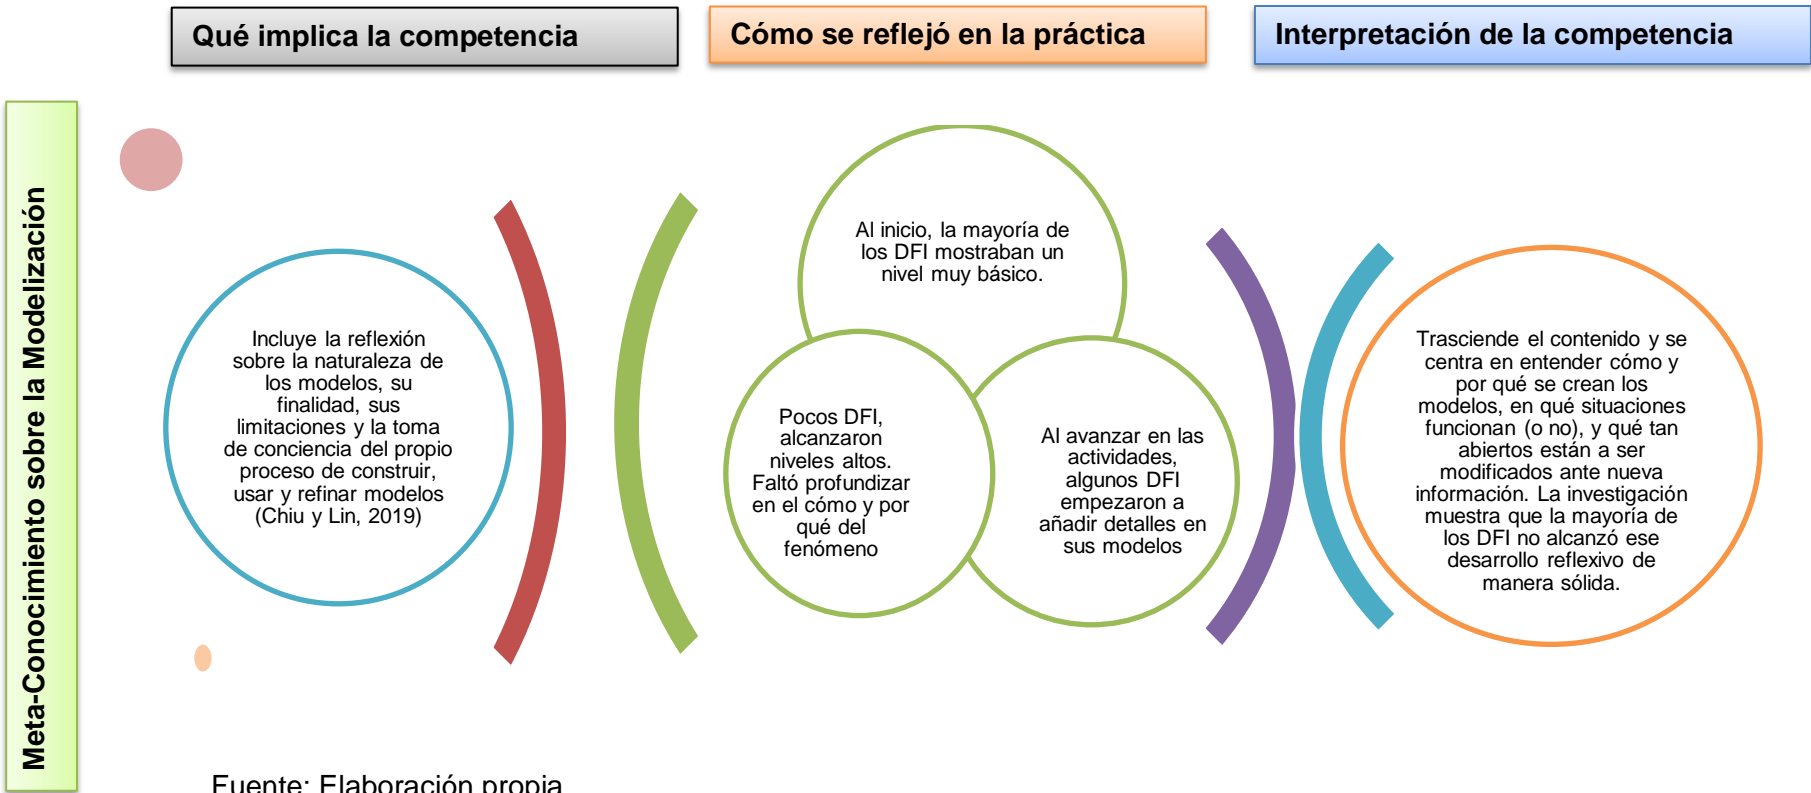 Qué implica la competencia
Cómo se reflejó en la práctica
Interpretación de la competencia
Meta-Conocimiento sobre la Modelización
Incluye la reflexión
sobre la naturaleza de
los modelos, su
finalidad, sus
limitaciones y la toma
de conciencia del propio
proceso de construir,
usar y refinar modelos
(Chiu y Lin, 2019)
Al inicio, la mayoría de
los DFI mostraban un
nivel muy básico.
Pocos DFI,
alcanzaron
niveles altos.
Faltó profundizar
en el cómo y por
qué del
fenómeno
Al avanzar en las
actividades,
algunos DFI
empezaron a
añadir detalles en
sus modelos
Trasciende el contenido y se
centra en entender cómo y
por qué se crean los
modelos, en qué situaciones
funcionan (o no), y qué tan
abiertos están a ser
modificados ante nueva
información. La investigación
muestra que la mayoría de
los DFI no alcanzó ese
desarrollo reflexivo de
manera sólida.
Fuente: Elaboración propia